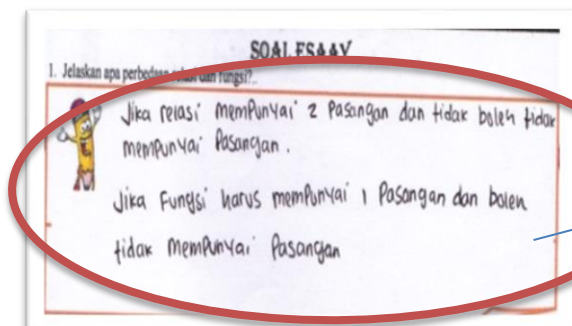 SOAL ESAAY
1. Jelaskan apa perbedaan relasi dan fungsi?
Jika relasi mempunyai 2 pasangan dan tidak boleh tidak
mempunyai pasangan.
Jika fungsi harus mempunyai 1 pasangan dan boleh
tidak mempunyai pasangan